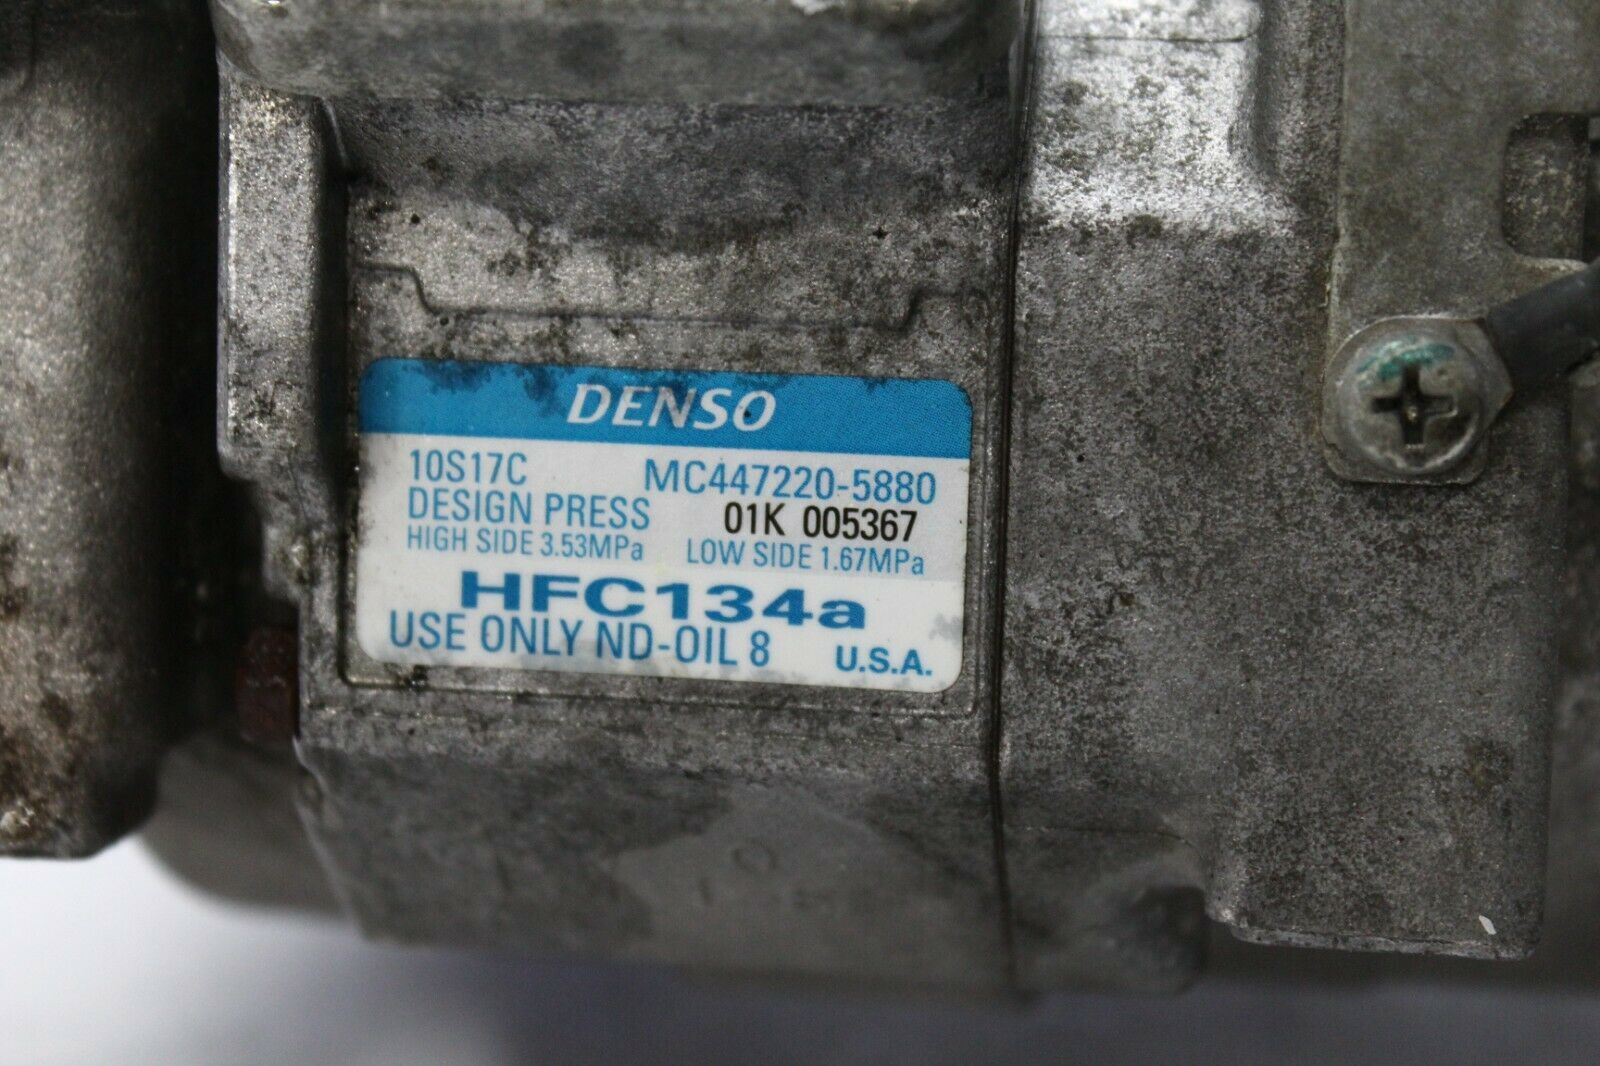 DENSO
10S17C MC447220-5880
DESIGN PRESS 01K 005367
HIGH SIDE 3.53MPa LOW SIDE 1.67MPa
HFC134a
USE ONLY ND-OIL 8 U.S.A.